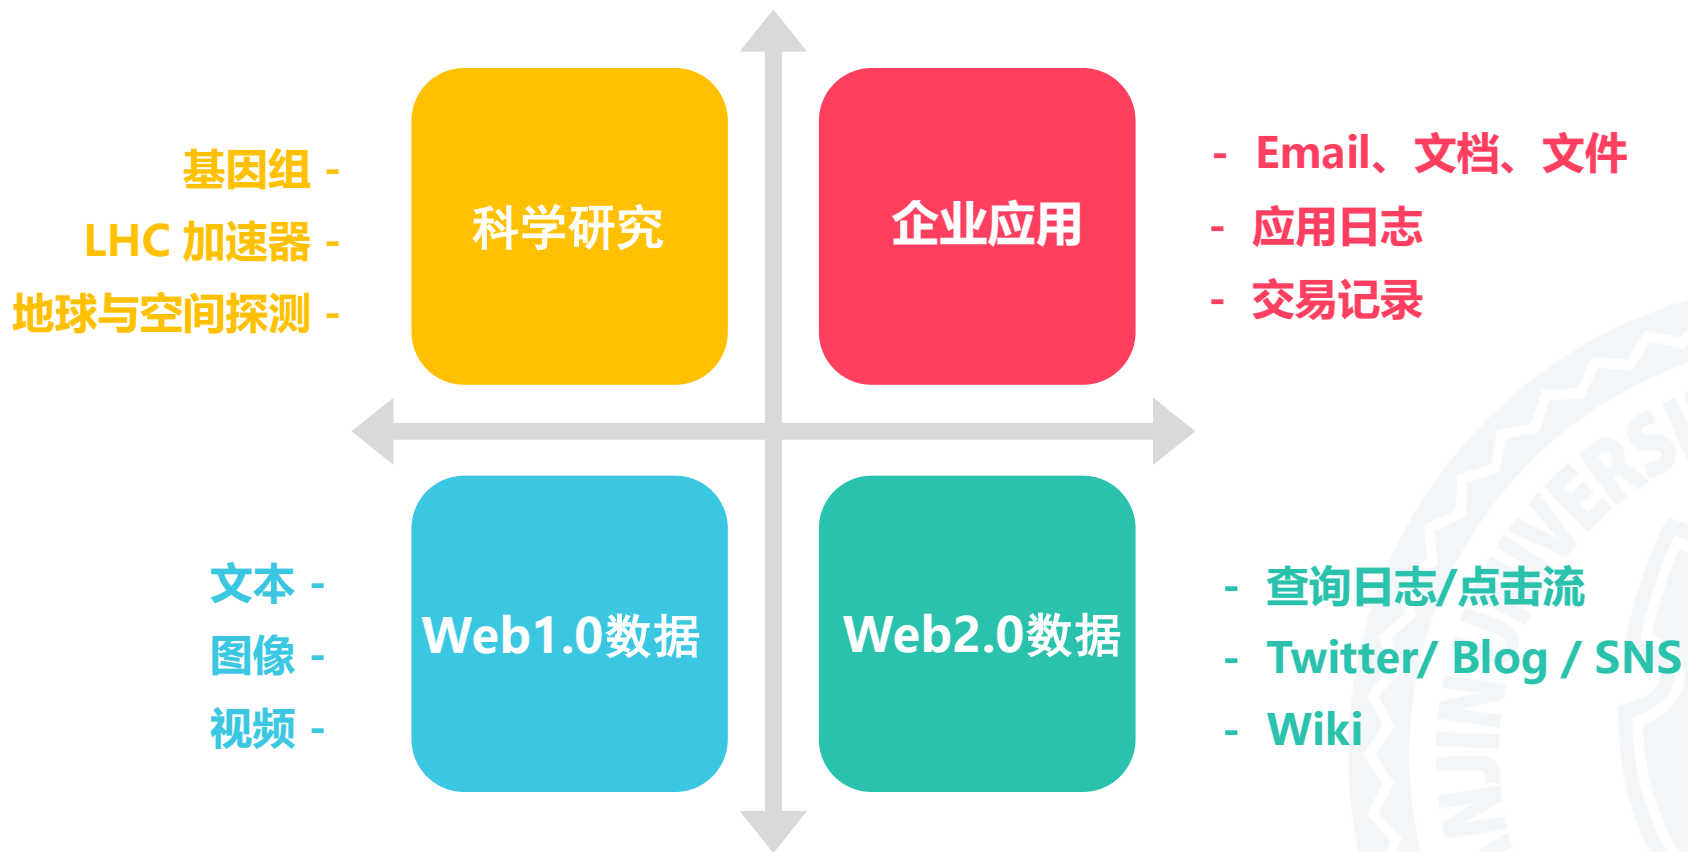 基因组 -
LHC 加速器 -
地球与空间探测 -
科学研究
企业应用
- Email、文档、文件
- 应用日志
- 交易记录
文本 -
图像 -
视频 -
Web1.0数据
Web2.0数据
- 查询日志/点击流
- Twitter/ Blog / SNS
- Wiki